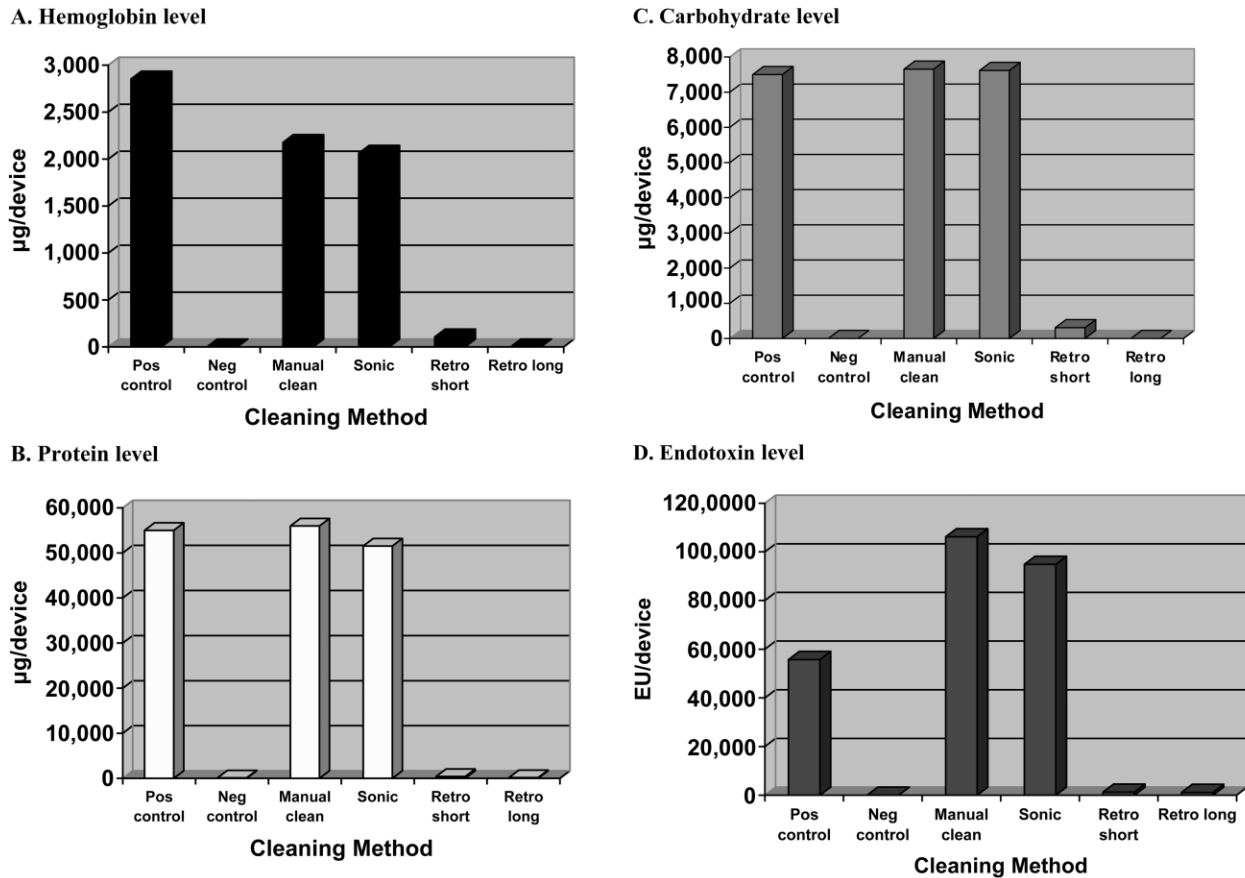 A. Hemoglobin level
3,000
2,500
2,000
1,500
1,000
500
0
µg/device
Pos control
Neg control
Manual clean
Sonic
Retro short
Retro long
Cleaning Method
B. Protein level
60,000
50,000
40,000
30,000
20,000
10,000
0
µg/device
Pos control
Neg control
Manual clean
Sonic
Retro short
Retro long
Cleaning Method
C. Carbohydrate level
8,000
7,000
6,000
5,000
4,000
3,000
2,000
1,000
0
µg/device
Pos control
Neg control
Manual clean
Sonic
Retro short
Retro long
Cleaning Method
D. Endotoxin level
120,0000
100,000
80,000
60,000
40,000
20,000
0
EU/device
Pos control
Neg control
Manual clean
Sonic
Retro short
Retro long
Cleaning Method